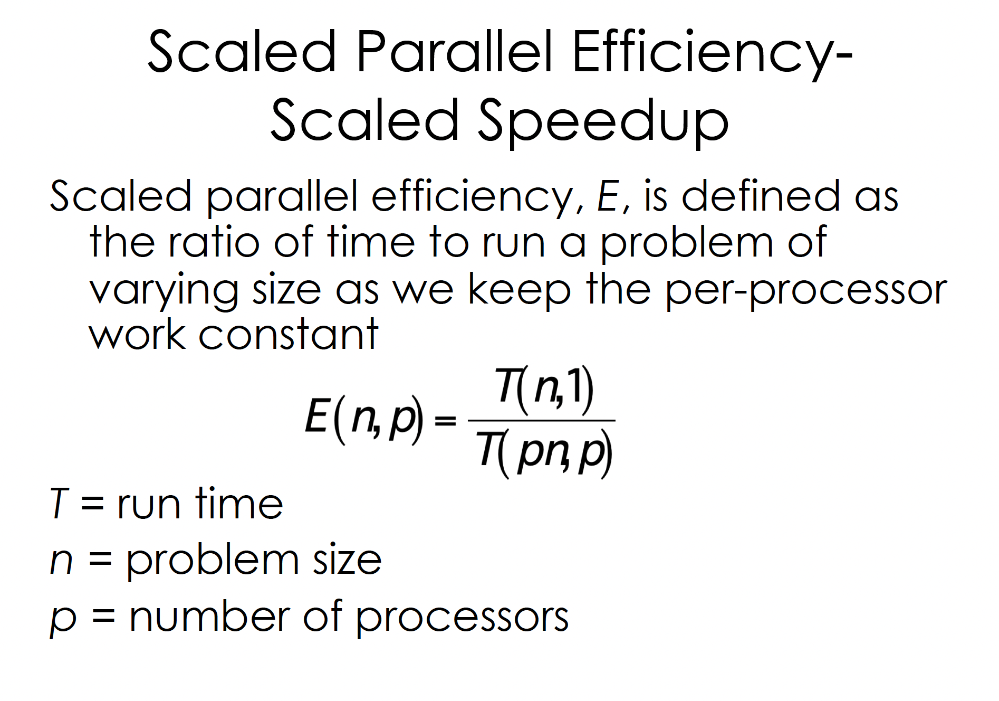 Scaled Parallel Efficiency-
Scaled Speedup
Scaled parallel efficiency, E, is defined as
the ratio of time to run a problem of
varying size as we keep the per-processor
work constant
E(n,p) = T(n,1) / T(pn,p)
T = run time
n = problem size
p = number of processors